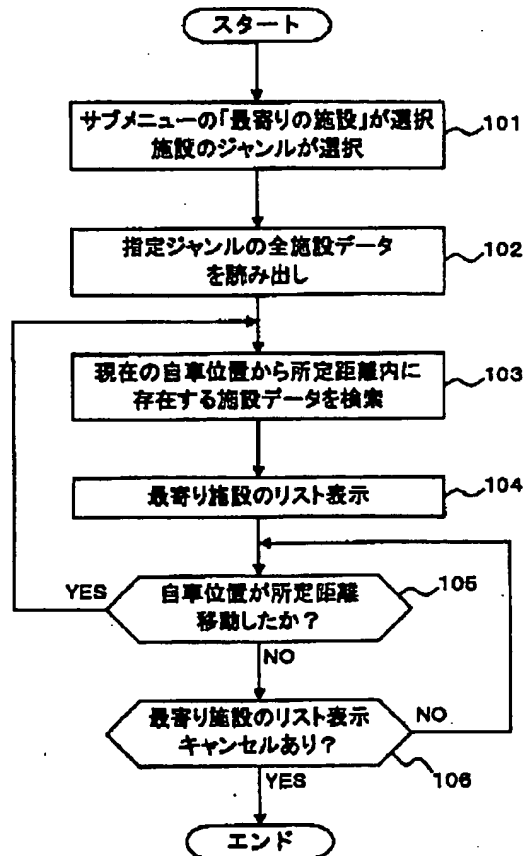 スタート
サブメニューの「最寄りの施設」が選択
施設のジャンルが選択
101
指定ジャンルの全施設データ
を読み出し
102
現在の自車位置から所定距離内に
存在する施設データを検索
103
最寄り施設のリスト表示
104
YES
自車位置が所定距離
移動したか？
105
NO
最寄り施設のリスト表示
キャンセルあり？
NO
106
YES
エンド